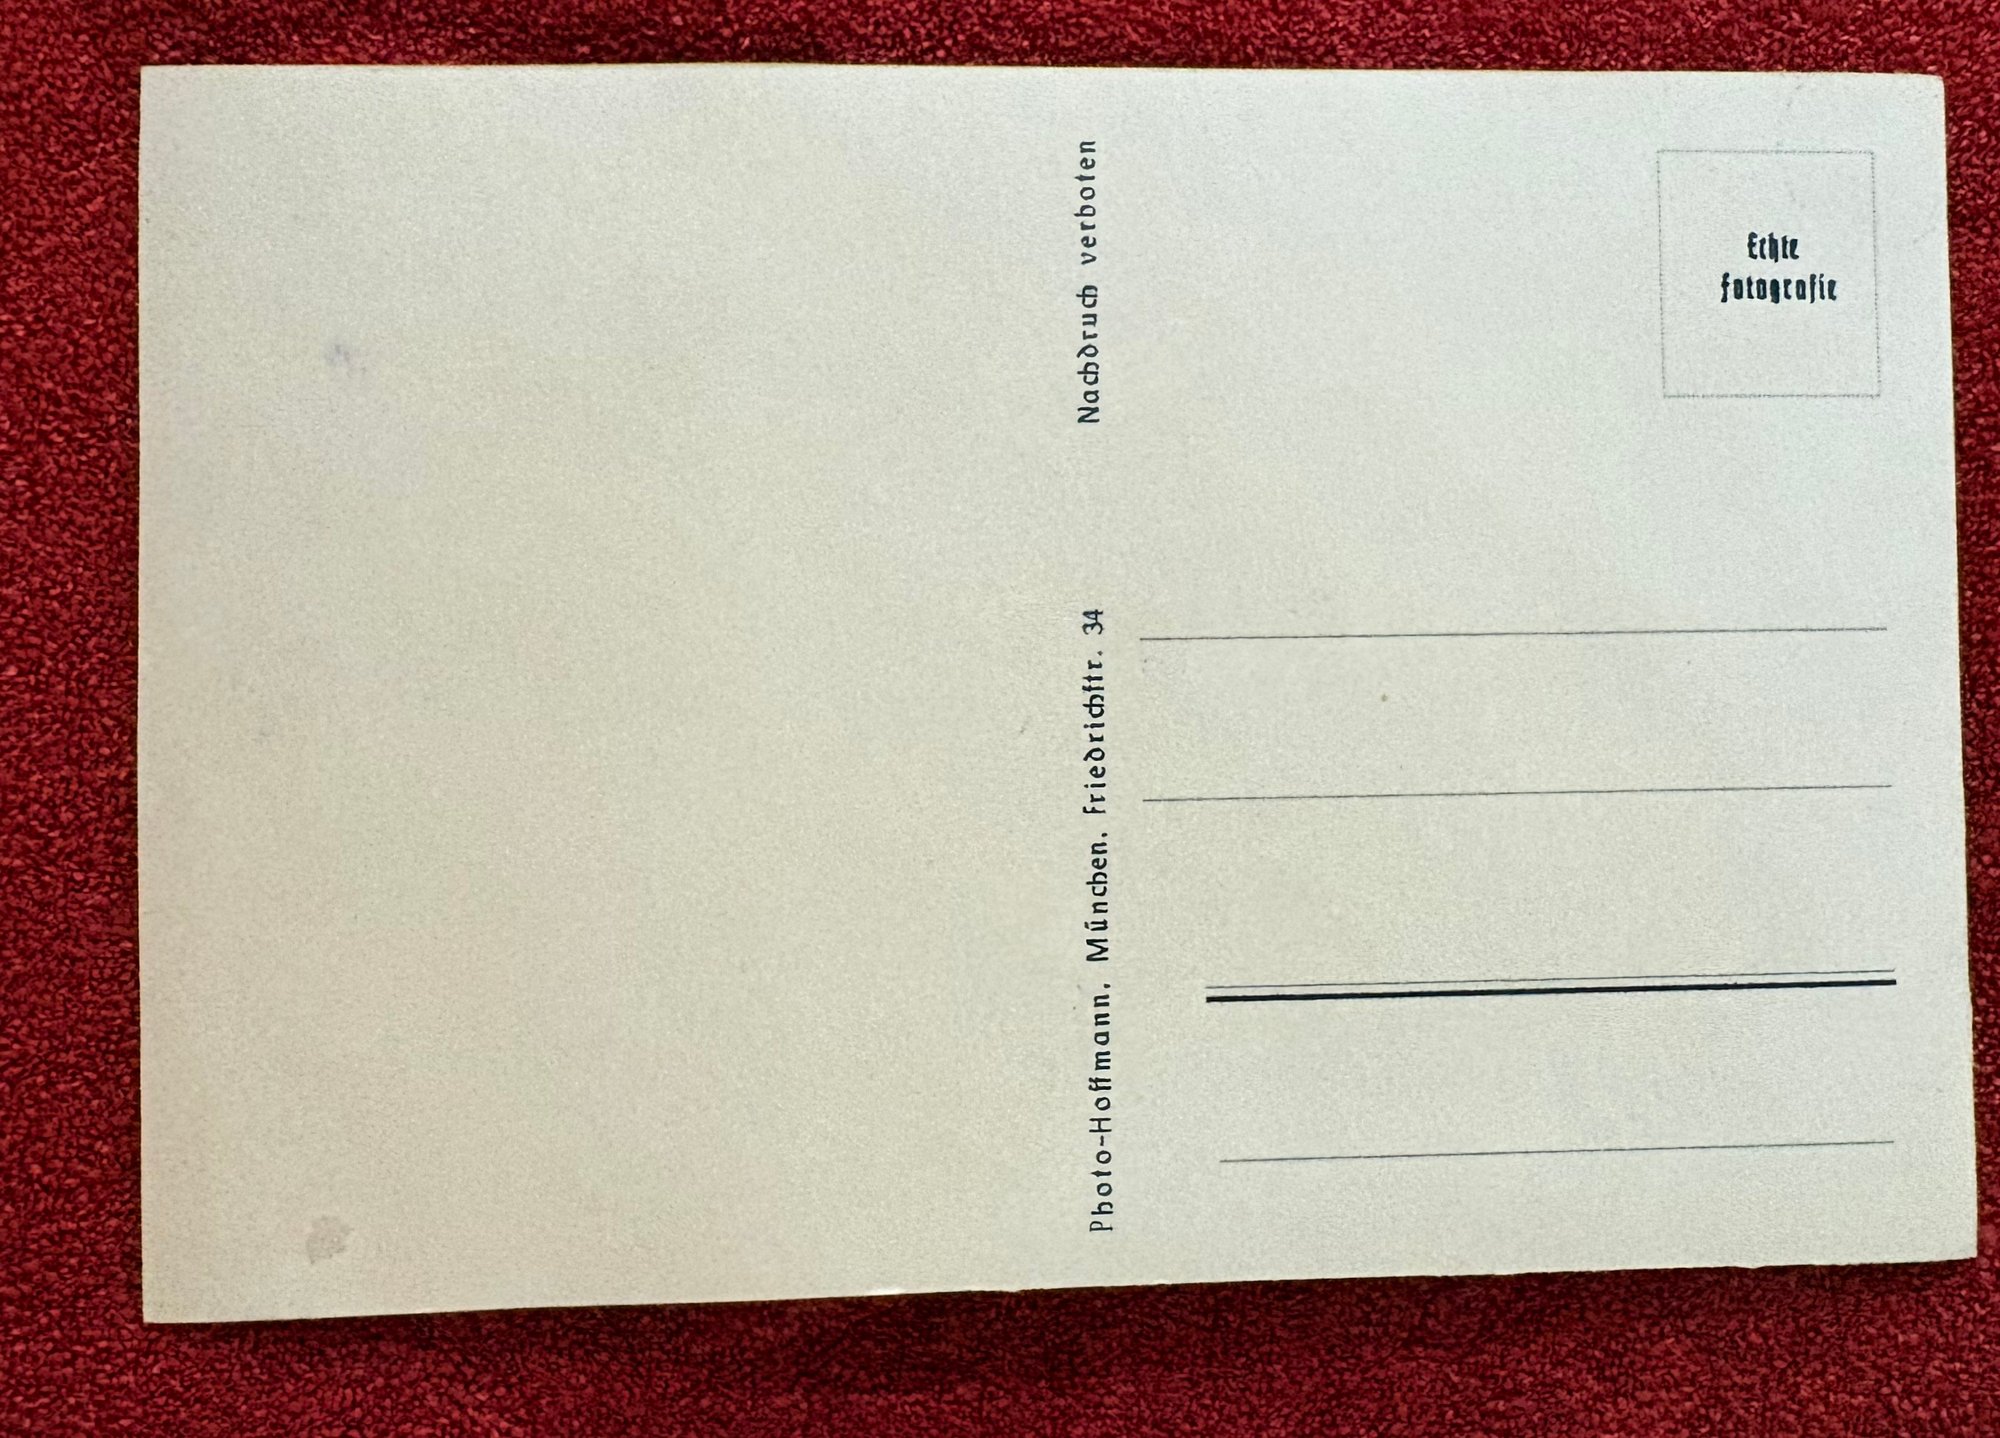 Echte
Fotografie
Nachdruck verboten
Photo-Hoffmann, München, Friedrichſtr. 34